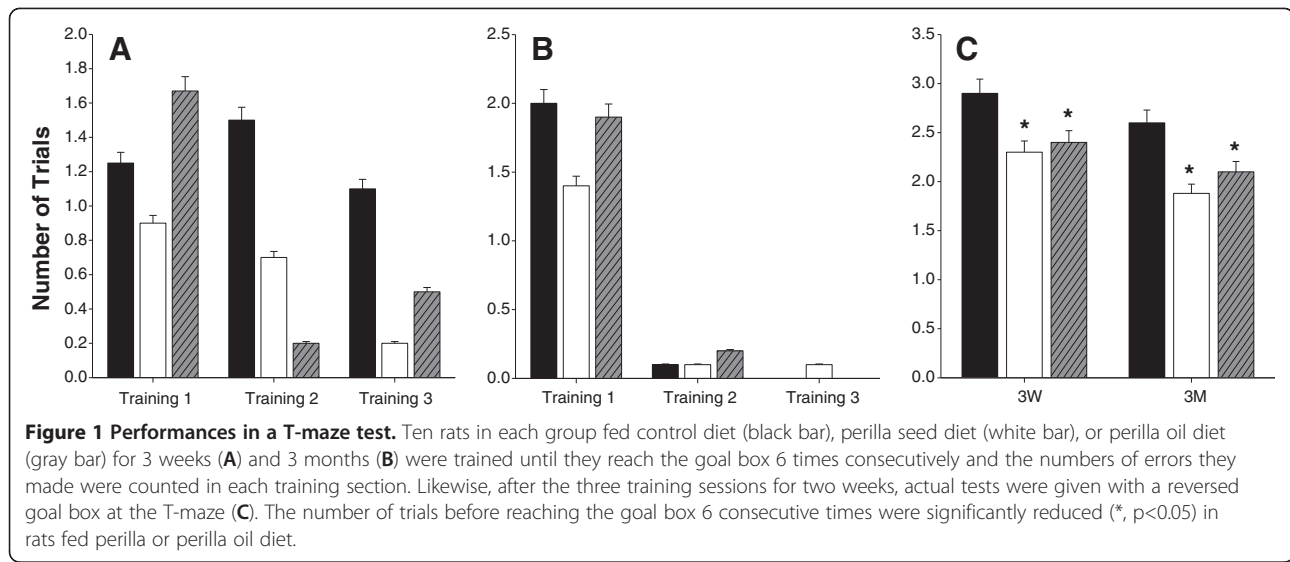 A
B
C
Number of Trials
1.8
1.6
1.4
1.2
1.0
0.8
0.6
0.4
0.2
0.0
Training 1 Training 2 Training 3
2.5
2.0
1.5
1.0
0.5
0.0
Training 1 Training 2 Training 3
3.5
3.0
2.5
2.0
1.5
1.0
0.5
0.0
* *
* *
3W 3M
Figure 1 Performances in a T-maze test. Ten rats in each group fed control diet (black bar), perilla seed diet (white bar), or perilla oil diet
(gray bar) for 3 weeks (A) and 3 months (B) were trained until they reach the goal box 6 times consecutively and the numbers of errors they
made were counted in each training section. Likewise, after the three training sessions for two weeks, actual tests were given with a reversed
goal box at the T-maze (C). The number of trials before reaching the goal box 6 consecutive times were significantly reduced (*, p<0.05) in
rats fed perilla or perilla oil diet.